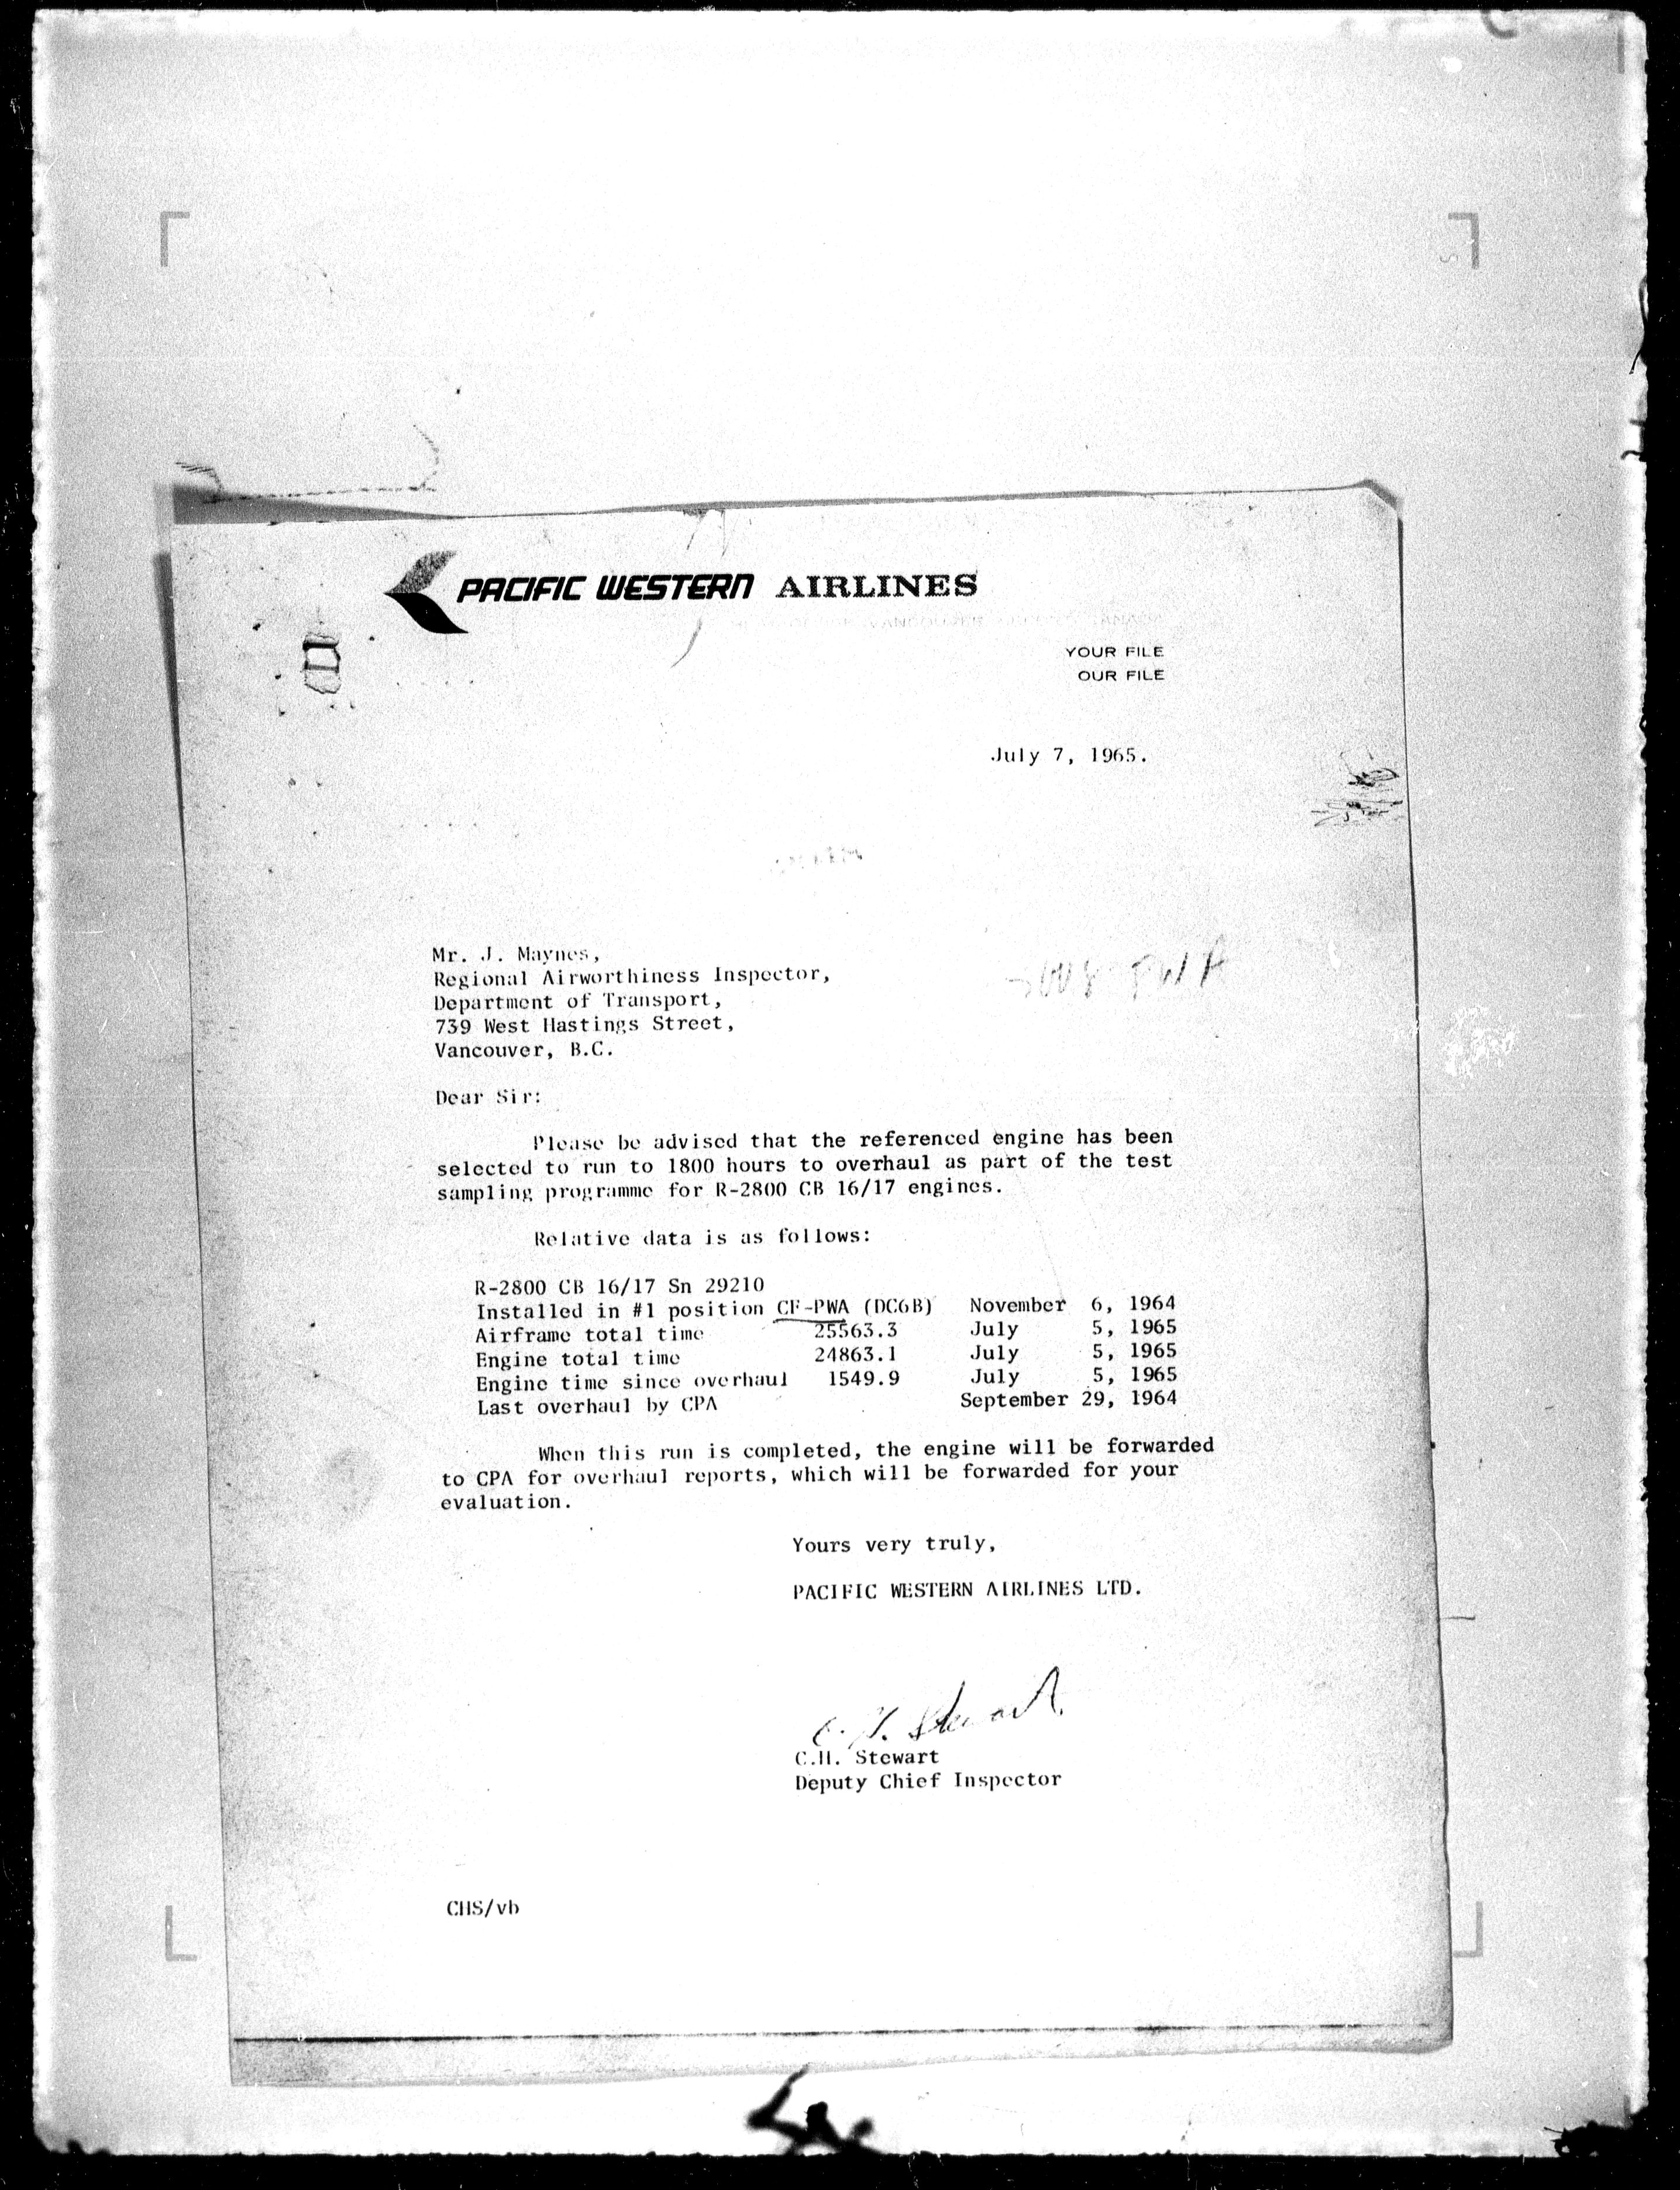 PACIFIC WESTERN AIRLINES
YOUR FILE
OUR FILE
July 7, 1965.
Mr. J. Maynes,
Regional Airworthiness Inspector,
Department of Transport,
739 West Hastings Street,
Vancouver, B.C.
PWA
Dear Sir:
Please be advised that the referenced engine has been
selected to run to 1800 hours to overhaul as part of the test
sampling programme for R-2800 CB 16/17 engines.
Relative data is as follows:
R-2800 CB 16/17 Sn 29210
Installed in #1 position CF-PWA (DC6B) November 6, 1964
Airframe total time 25563.3 July 5, 1965
Engine total time 24863.1 July 5, 1965
Engine time since overhaul 1549.9 July 5, 1965
Last overhaul by CPA September 29, 1964
When this run is completed, the engine will be forwarded
to CPA for overhaul reports, which will be forwarded for your
evaluation.
Yours very truly,
PACIFIC WESTERN AIRLINES LTD.
C. H. Stewart
C.H. Stewart
Deputy Chief Inspector
CHS/vb